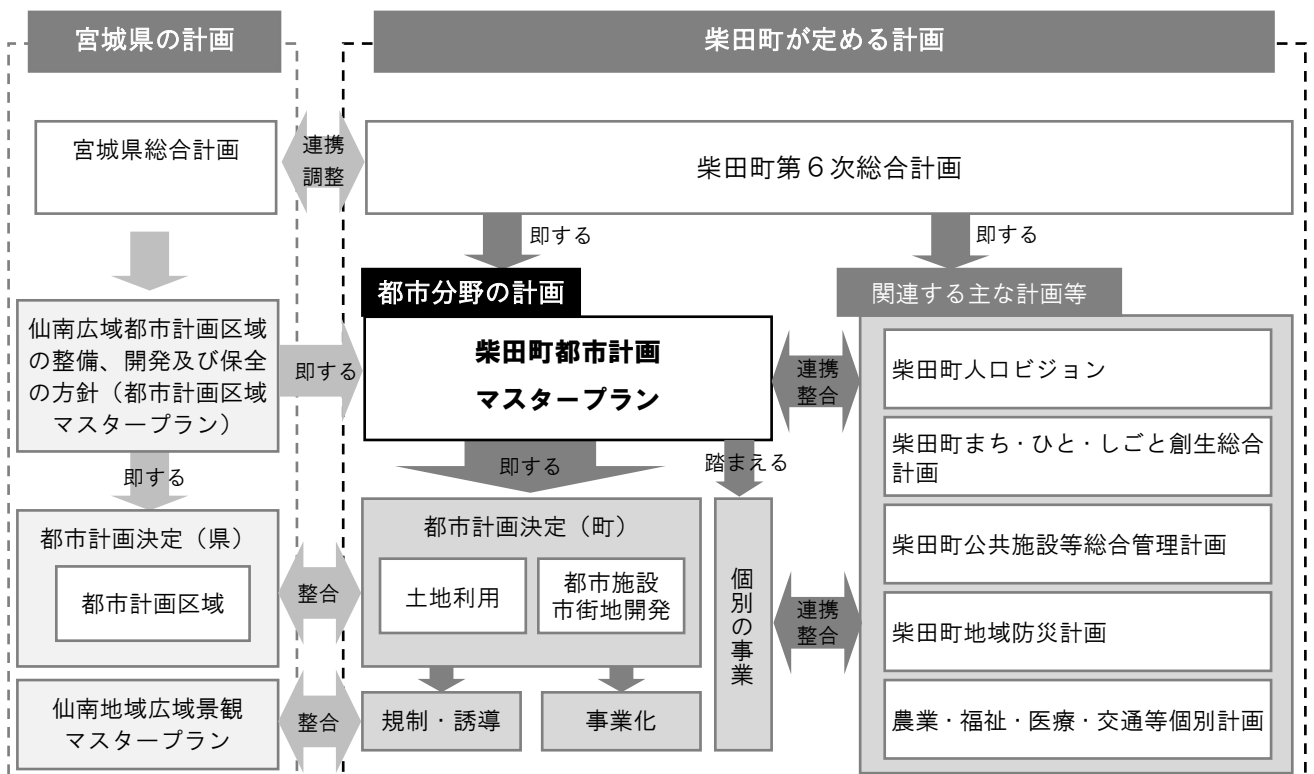 宮城県の計画
柴田町が定める計画
宮城県総合計画
連携
調整
柴田町第６次総合計画
即する
即する
都市分野の計画
関連する主な計画等
仙南広域都市計画区域
の整備、開発及び保全
の方針（都市計画区域
マスタープラン）
即する
柴田町都市計画
マスタープラン
連携
整合
柴田町人口ビジョン
柴田町まち・ひと・しごと創生総合
計画
柴田町公共施設等総合管理計画
柴田町地域防災計画
農業・福祉・医療・交通等個別計画
即する
即する
踏まえる
都市計画決定（県）
都市計画区域
整合
都市計画決定（町）
土地利用
都市施設
市街地開発
個別の事業
連携
整合
仙南地域広域景観
マスタープラン
整合
規制・誘導
事業化